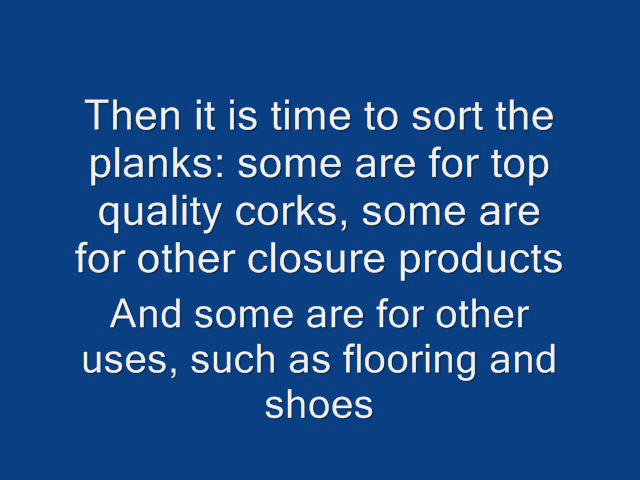 Then it is time to sort the
planks: some are for top
quality corks, some are
for other closure products
And some are for other
uses, such as flooring and
shoes